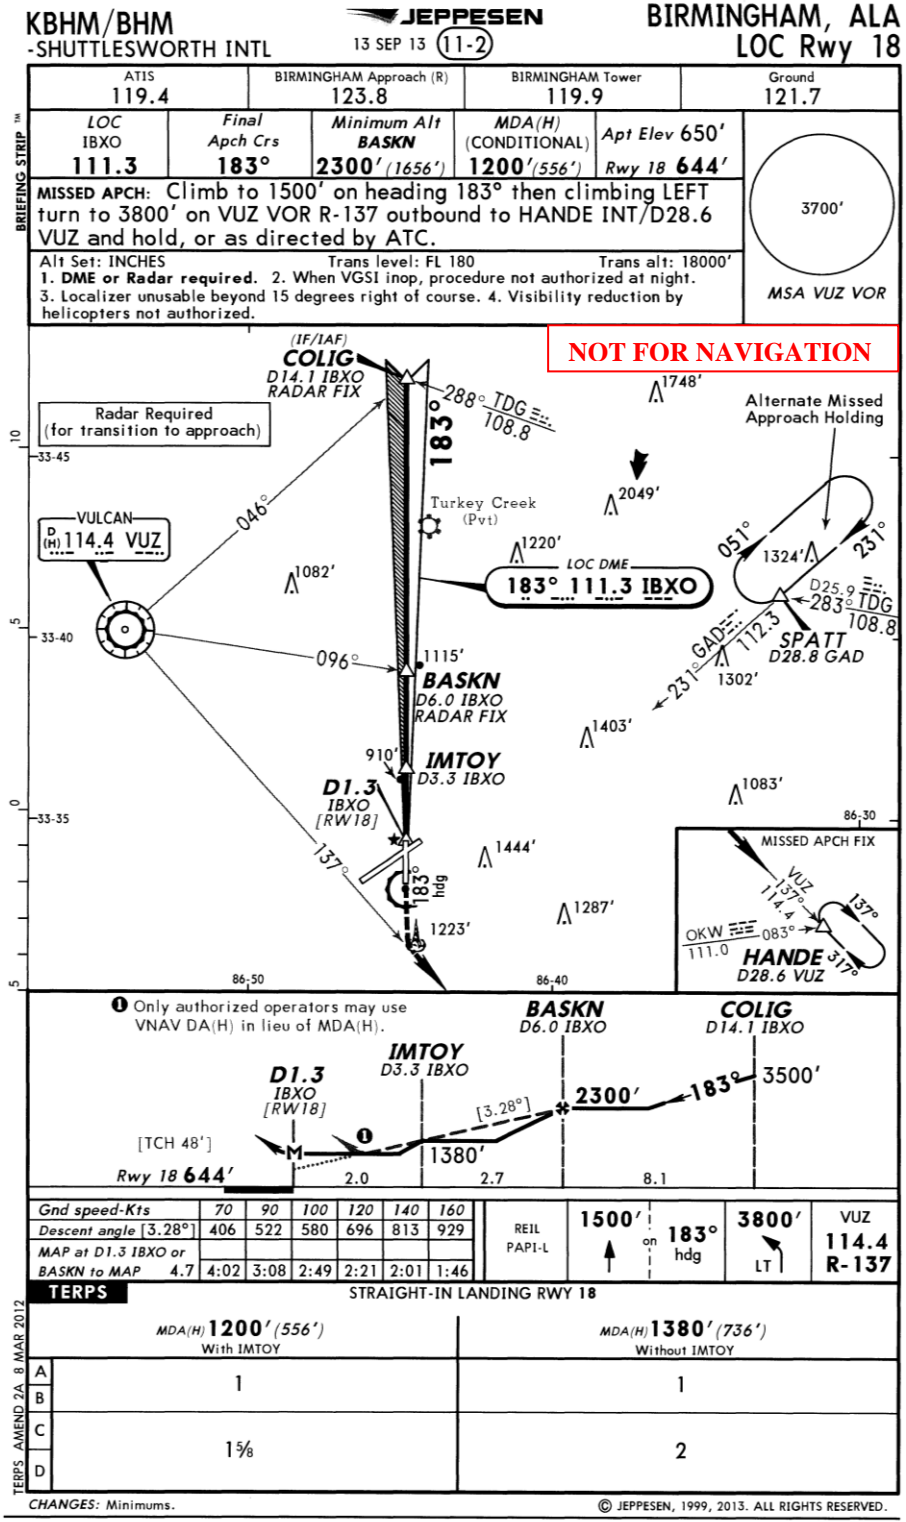 KBHM/BHM
-SHUTTLESWORTH INTL
JEPPESEN
13 SEP 13 11-2
BIRMINGHAM, ALA
LOC Rwy 18
BRIEFING STRIP ™
ATIS
119.4
BIRMINGHAM Approach (R)
123.8
BIRMINGHAM Tower
119.9
Ground
121.7
LOC
IBXO
111.3
Final
Apch Crs
183°
Minimum Alt
BASKN
2300' (1656')
MDA(H)
(CONDITIONAL)
1200' (556')
Apt Elev 650'
Rwy 18 644'
3700'
MSA VUZ VOR
MISSED APCH: Climb to 1500' on heading 183° then climbing LEFT
turn to 3800' on VUZ VOR R-137 outbound to HANDE INT/D28.6
VUZ and hold, or as directed by ATC.
Alt Set: INCHES Trans level: FL 180 Trans alt: 18000'
1. DME or Radar required. 2. When VGSI inop, procedure not authorized at night.
3. Localizer unusable beyond 15 degrees right of course. 4. Visibility reduction by
helicopters not authorized.
NOT FOR NAVIGATION
(IF/IAF)
COLIG
D14.1 IBXO
RADAR FIX
288° TDG
108.8
183°
1748'
Alternate Missed
Approach Holding
Radar Required
(for transition to approach)
10
33-45
046°
Turkey Creek
(Pvt)
2049'
VULCAN
D
(H) 114.4 VUZ
1082'
1220'
LOC DME
183° 111.3 IBXO
051°
231°
1324'
D25.9 TDG
283°
108.8
SPATT
D28.8 GAD
GAD
112.3
231°
1302'
5
33-40
096°
1115'
BASKN
D6.0 IBXO
RADAR FIX
1403'
910'
IMTOY
D3.3 IBXO
D1.3
IBXO
[RW18]
1083'
0
33-35
86-30
137°
183°
hdg
1444'
1287'
1223'
MISSED APCH FIX
VUZ
137°
114.4
137°
OKW
111.0
083°
317°
HANDE
D28.6 VUZ
5
86-50
86-40
1 Only authorized operators may use
VNAV DA(H) in lieu of MDA(H).
BASKN
D6.0 IBXO
COLIG
D14.1 IBXO
IMTOY
D3.3 IBXO
D1.3
IBXO
[RW18]
3500'
183°
2300'
[3.28°]
1
M
1380'
[TCH 48']
Rwy 18 644'
2.0
2.7
8.1
Gnd speed-Kts 70 90 100 120 140 160
Descent angle [3.28°] 406 522 580 696 813 929
MAP at D1.3 IBXO or
BASKN to MAP 4.7 4:02 3:08 2:49 2:21 2:01 1:46
REIL
PAPI-L
1500'
on
183°
hdg
3800'
LT
VUZ
114.4
R-137
TERPS
STRAIGHT-IN LANDING RWY 18
MDA(H) 1200' (556')
With IMTOY
MDA(H) 1380' (736')
Without IMTOY
A
B
1
1
C
D
1⅝
2
TERPS AMEND 2A 8 MAR 2012
CHANGES: Minimums.
© JEPPESEN, 1999, 2013. ALL RIGHTS RESERVED.